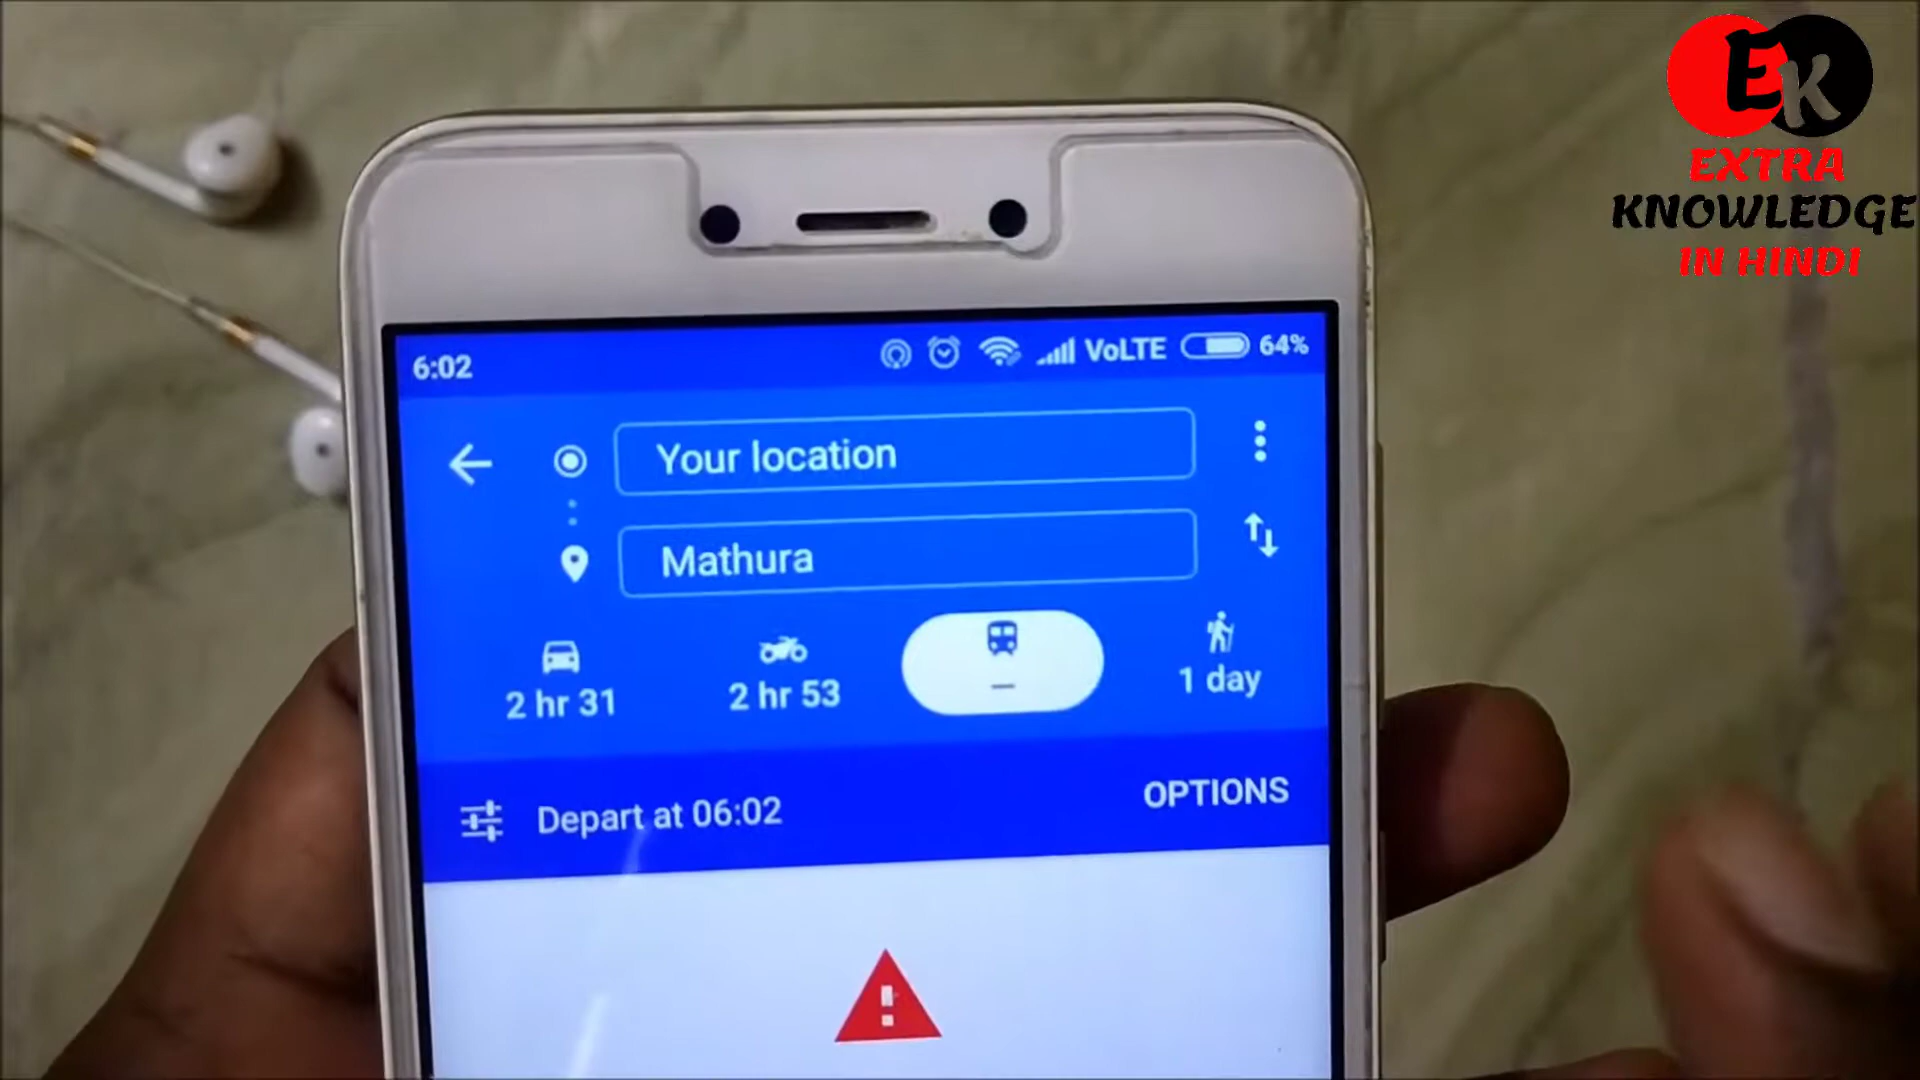 EK
EXTRA
KNOWLEDGE
IN HINDI
6:02 VoLTE 64%
Your location
Mathura
2 hr 31 2 hr 53 — 1 day
Depart at 06:02 OPTIONS